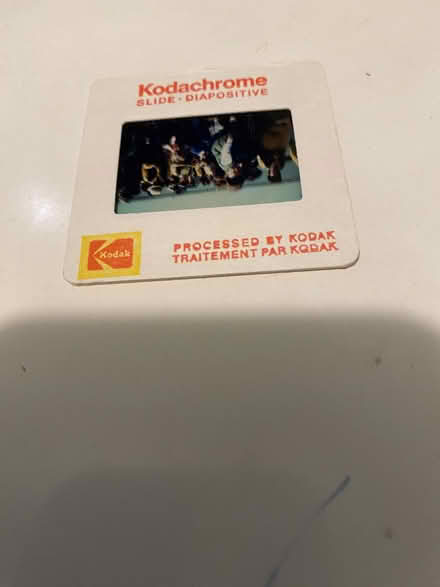 Kodachrome
SLIDE · DIAPOSITIVE
Kodak
PROCESSED BY KODAK
TRAITEMENT PAR KODAK